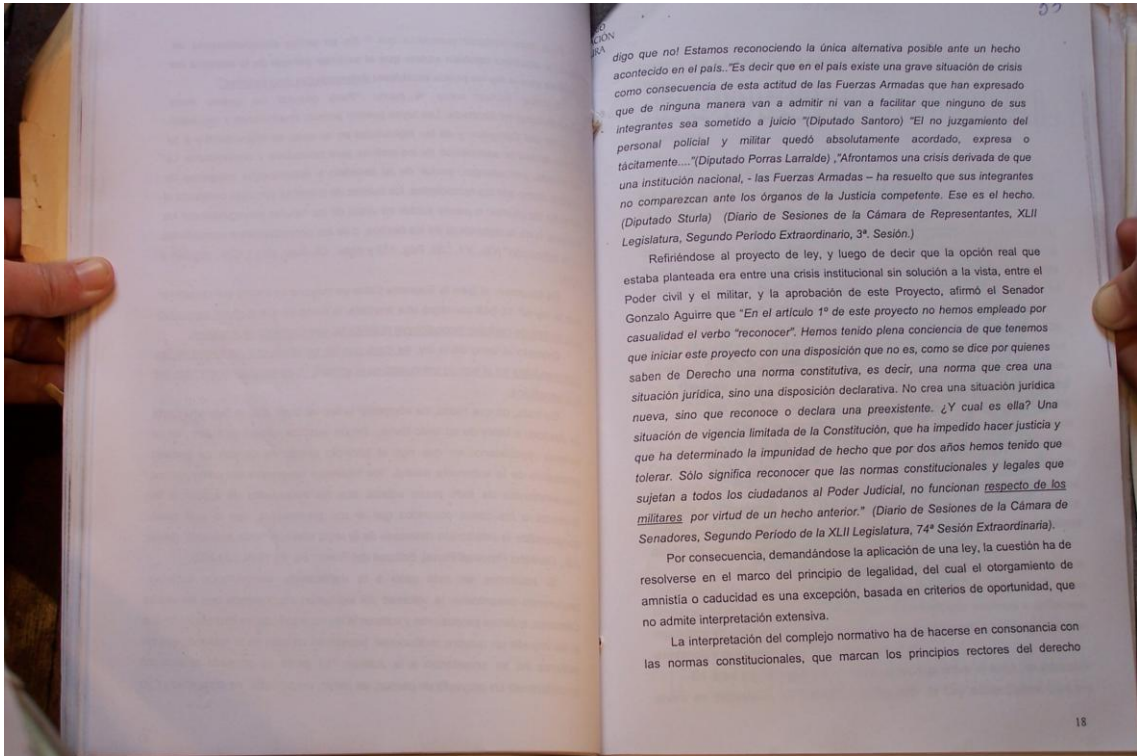 digo que no! Estamos reconociendo la única alternativa posible ante un hecho
acontecido en el país.."Es decir que en el país existe una grave situación de crisis
como consecuencia de esta actitud de las Fuerzas Armadas que han expresado
que de ninguna manera van a admitir ni van a facilitar que ninguno de sus
integrantes sea sometido a juicio "(Diputado Santoro) "El no juzgamiento del
personal policial y militar quedó absolutamente acordado, expresa o
tácitamente...."(Diputado Porras Larralde) ,"Afrontamos una crisis derivada de que
una institución nacional, - las Fuerzas Armadas – ha resuelto que sus integrantes
no comparezcan ante los órganos de la Justicia competente. Ese es el hecho.
(Diputado Sturla) (Diario de Sesiones de la Cámara de Representantes, XLII
Legislatura, Segundo Periodo Extraordinario, 3ª. Sesión.)
Refiriéndose al proyecto de ley, y luego de decir que la opción real que
estaba planteada era entre una crisis institucional sin solución a la vista, entre el
Poder civil y el militar, y la aprobación de este Proyecto, afirmó el Senador
Gonzalo Aguirre que "En el artículo 1º de este proyecto no hemos empleado por
casualidad el verbo "reconocer". Hemos tenido plena conciencia de que tenemos
que iniciar este proyecto con una disposición que no es, como se dice por quienes
saben de Derecho una norma constitutiva, es decir, una norma que crea una
situación jurídica, sino una disposición declarativa. No crea una situación jurídica
nueva, sino que reconoce o declara una preexistente. ¿Y cual es ella? Una
situación de vigencia limitada de la Constitución, que ha impedido hacer justicia y
que ha determinado la impunidad de hecho que por dos años hemos tenido que
tolerar. Sólo significa reconocer que las normas constitucionales y legales que
sujetan a todos los ciudadanos al Poder Judicial, no funcionan respecto de los
militares por virtud de un hecho anterior." (Diario de Sesiones de la Cámara de
Senadores, Segundo Período de la XLII Legislatura, 74ª Sesión Extraordinaria).
Por consecuencia, demandándose la aplicación de una ley, la cuestión ha de
resolverse en el marco del principio de legalidad, del cual el otorgamiento de
amnistía o caducidad es una excepción, basada en criterios de oportunidad, que
no admite interpretación extensiva.
La interpretación del complejo normativo ha de hacerse en consonancia con
las normas constitucionales, que marcan los principios rectores del derecho
18